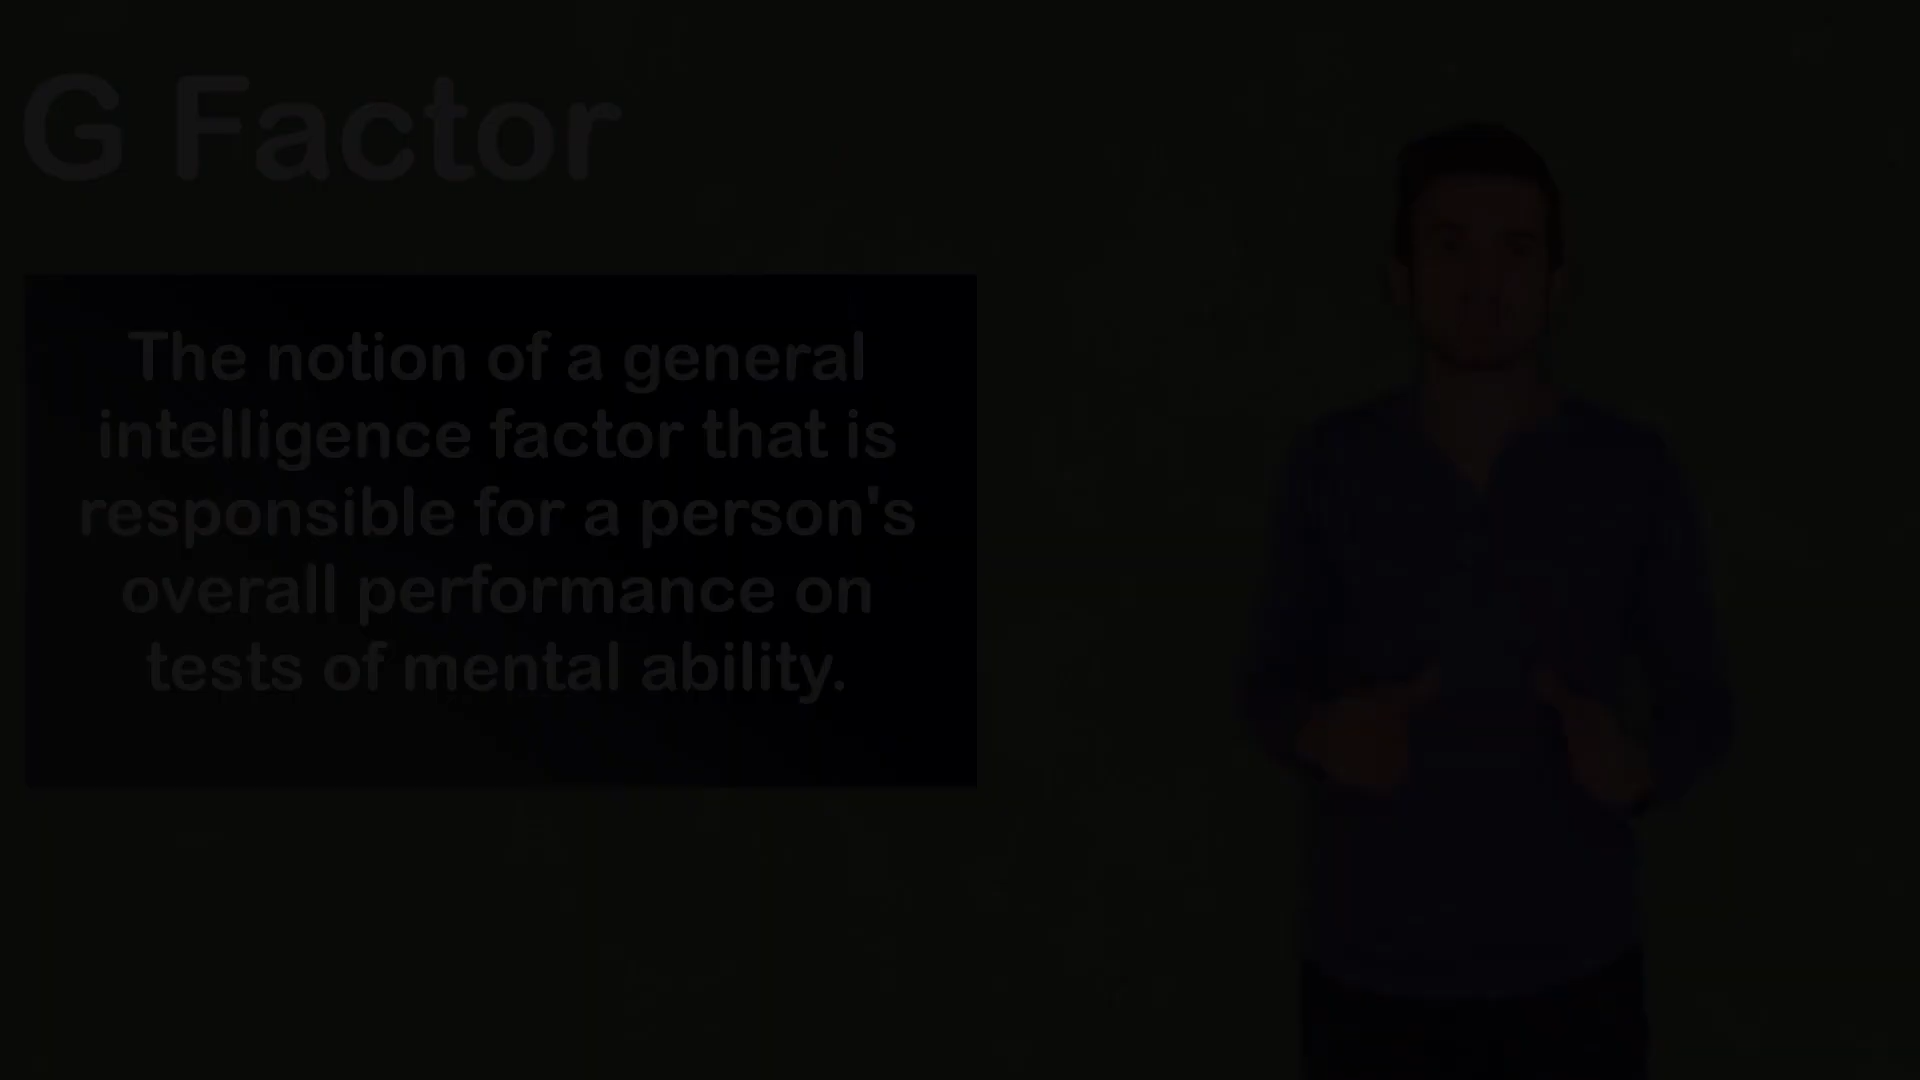 G Factor
The notion of a general
intelligence factor that is
responsible for a person's
overall performance on
tests of mental ability.